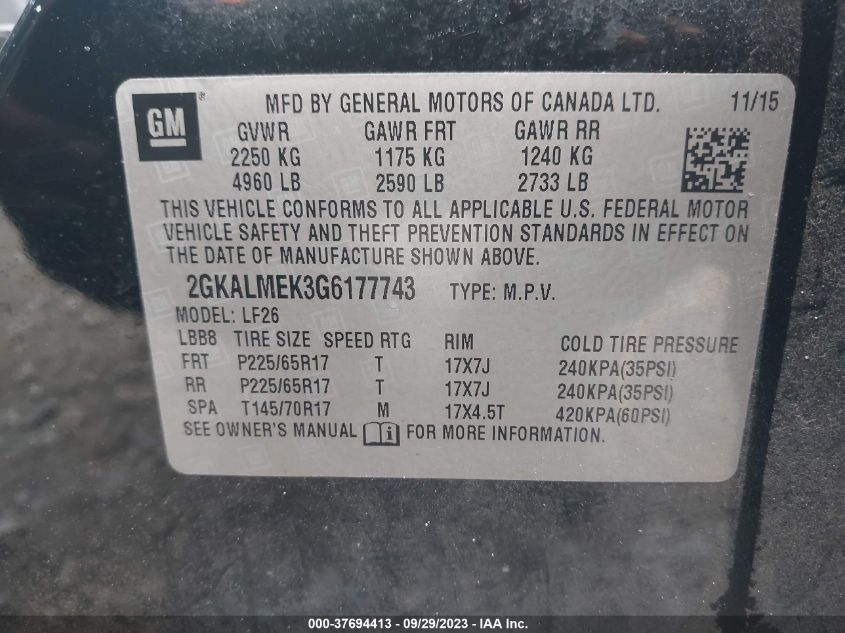 GM ® MFD BY GENERAL MOTORS OF CANADA LTD. 11/15
GVWR GAWR FRT GAWR RR
2250 KG 1175 KG 1240 KG
4960 LB 2590 LB 2733 LB
THIS VEHICLE CONFORMS TO ALL APPLICABLE U.S. FEDERAL MOTOR
VEHICLE SAFETY AND THEFT PREVENTION STANDARDS IN EFFECT ON
THE DATE OF MANUFACTURE SHOWN ABOVE.
2GKALMEK3G6177743 TYPE: M.P.V.
MODEL: LF26
LBB8 TIRE SIZE SPEED RTG RIM COLD TIRE PRESSURE
FRT P225/65R17 T 17X7J 240KPA(35PSI)
RR P225/65R17 T 17X7J 240KPA(35PSI)
SPA T145/70R17 M 17X4.5T 420KPA(60PSI)
SEE OWNER'S MANUAL i FOR MORE INFORMATION.
000-37694413 - 09/29/2023 - IAA Inc.